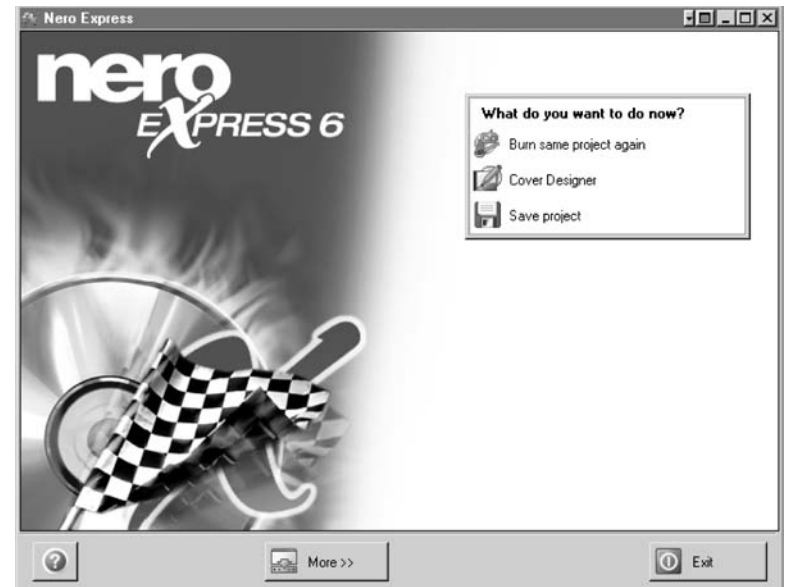 Nero Express
nero
EXPRESS 6
What do you want to do now?
Burn same project again
Cover Designer
Save project
?
More >>
Exit